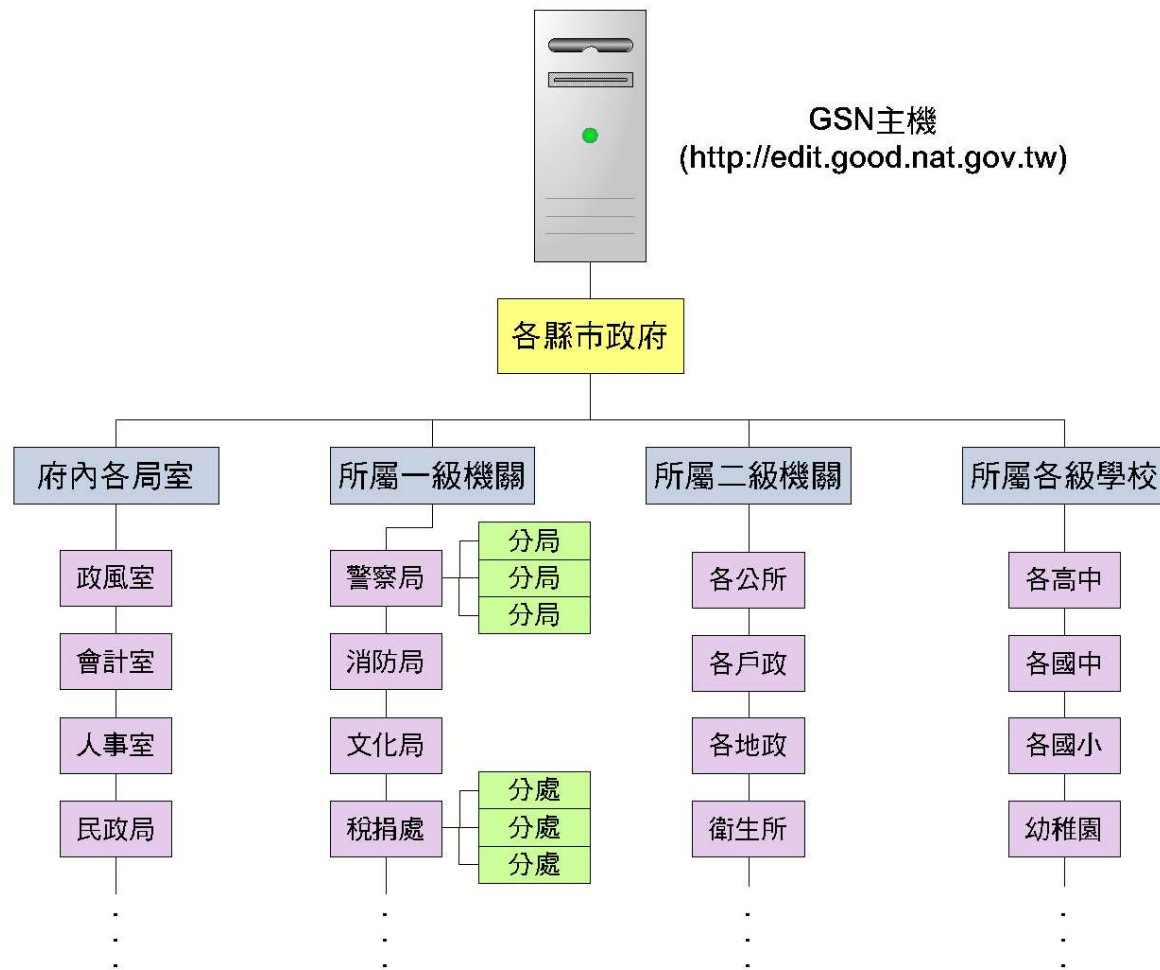 GSN主機
(http://edit.good.nat.gov.tw)
各縣市政府
府內各局室
政風室
會計室
人事室
民政局
所屬一級機關
警察局
分局
分局
分局
消防局
文化局
稅捐處
分處
分處
分處
所屬二級機關
各公所
各戶政
各地政
衛生所
所屬各級學校
各高中
各國中
各國小
幼稚園